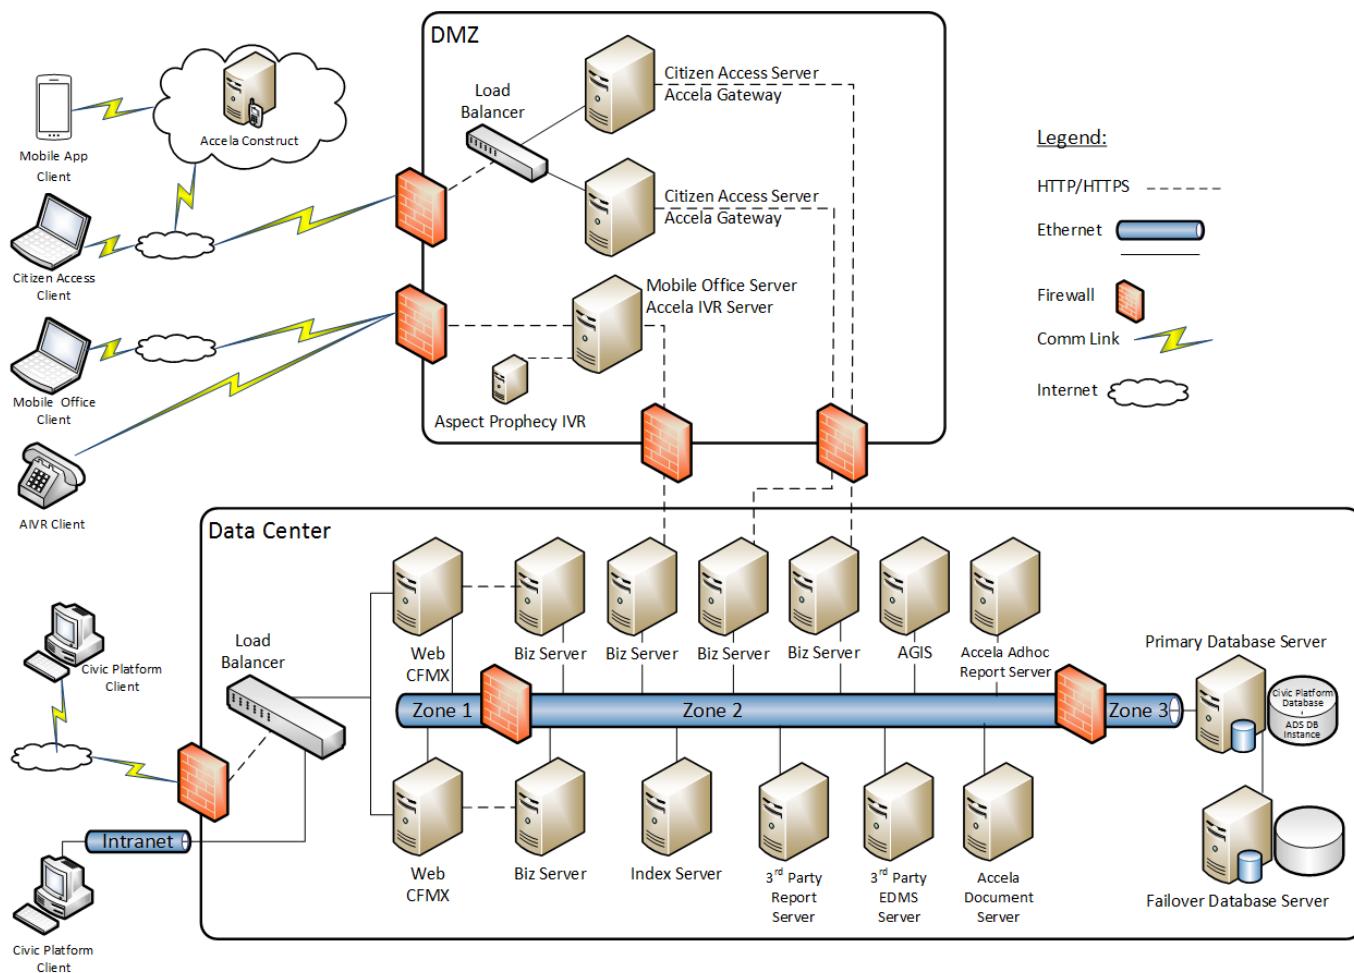 DMZ
Citizen Access Server
Accela Gateway
Load
Balancer
Accela Construct
Mobile App
Client
Legend:
HTTP/HTTPS
Citizen Access Server
Accela Gateway
Ethernet
Citizen Access
Client
Mobile Office Server
Accela IVR Server
Firewall
Comm Link
Internet
Mobile Office
Client
Aspect Prophecy IVR
AIVR Client
Data Center
Load
Balancer
Civic Platform
Client
Web
CFMX
Biz Server
Biz Server
Biz Server
Biz Server
AGIS
Accela Adhoc
Report Server
Primary Database Server
Civic Platform
Database
ADS DB
Instance
Zone 1
Zone 2
Zone 3
Intranet
Web
CFMX
Biz Server
Index Server
3rd Party
Report
Server
3rd Party
EDMS
Server
Accela
Document
Server
Failover Database Server
Civic Platform
Client